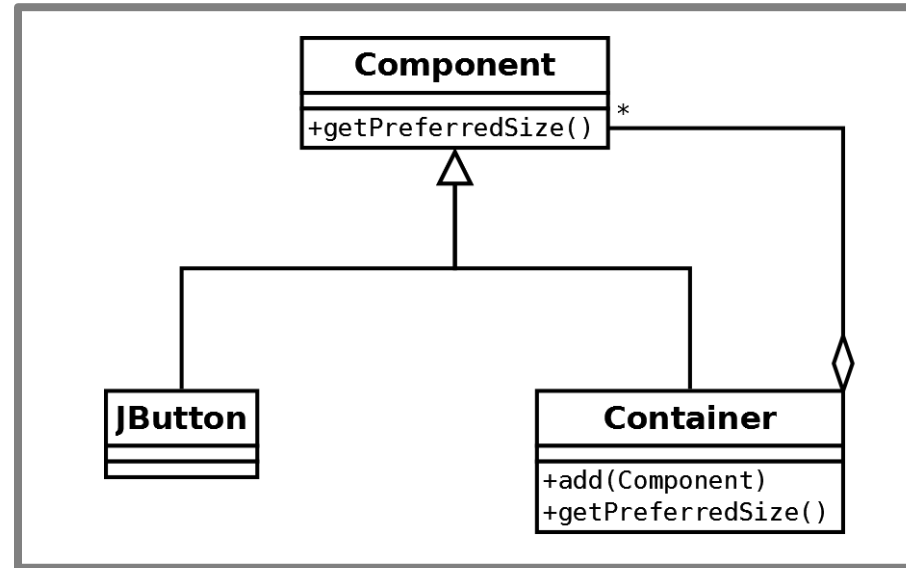 Component
+getPreferredSize()
*
JButton
Container
+add(Component)
+getPreferredSize()